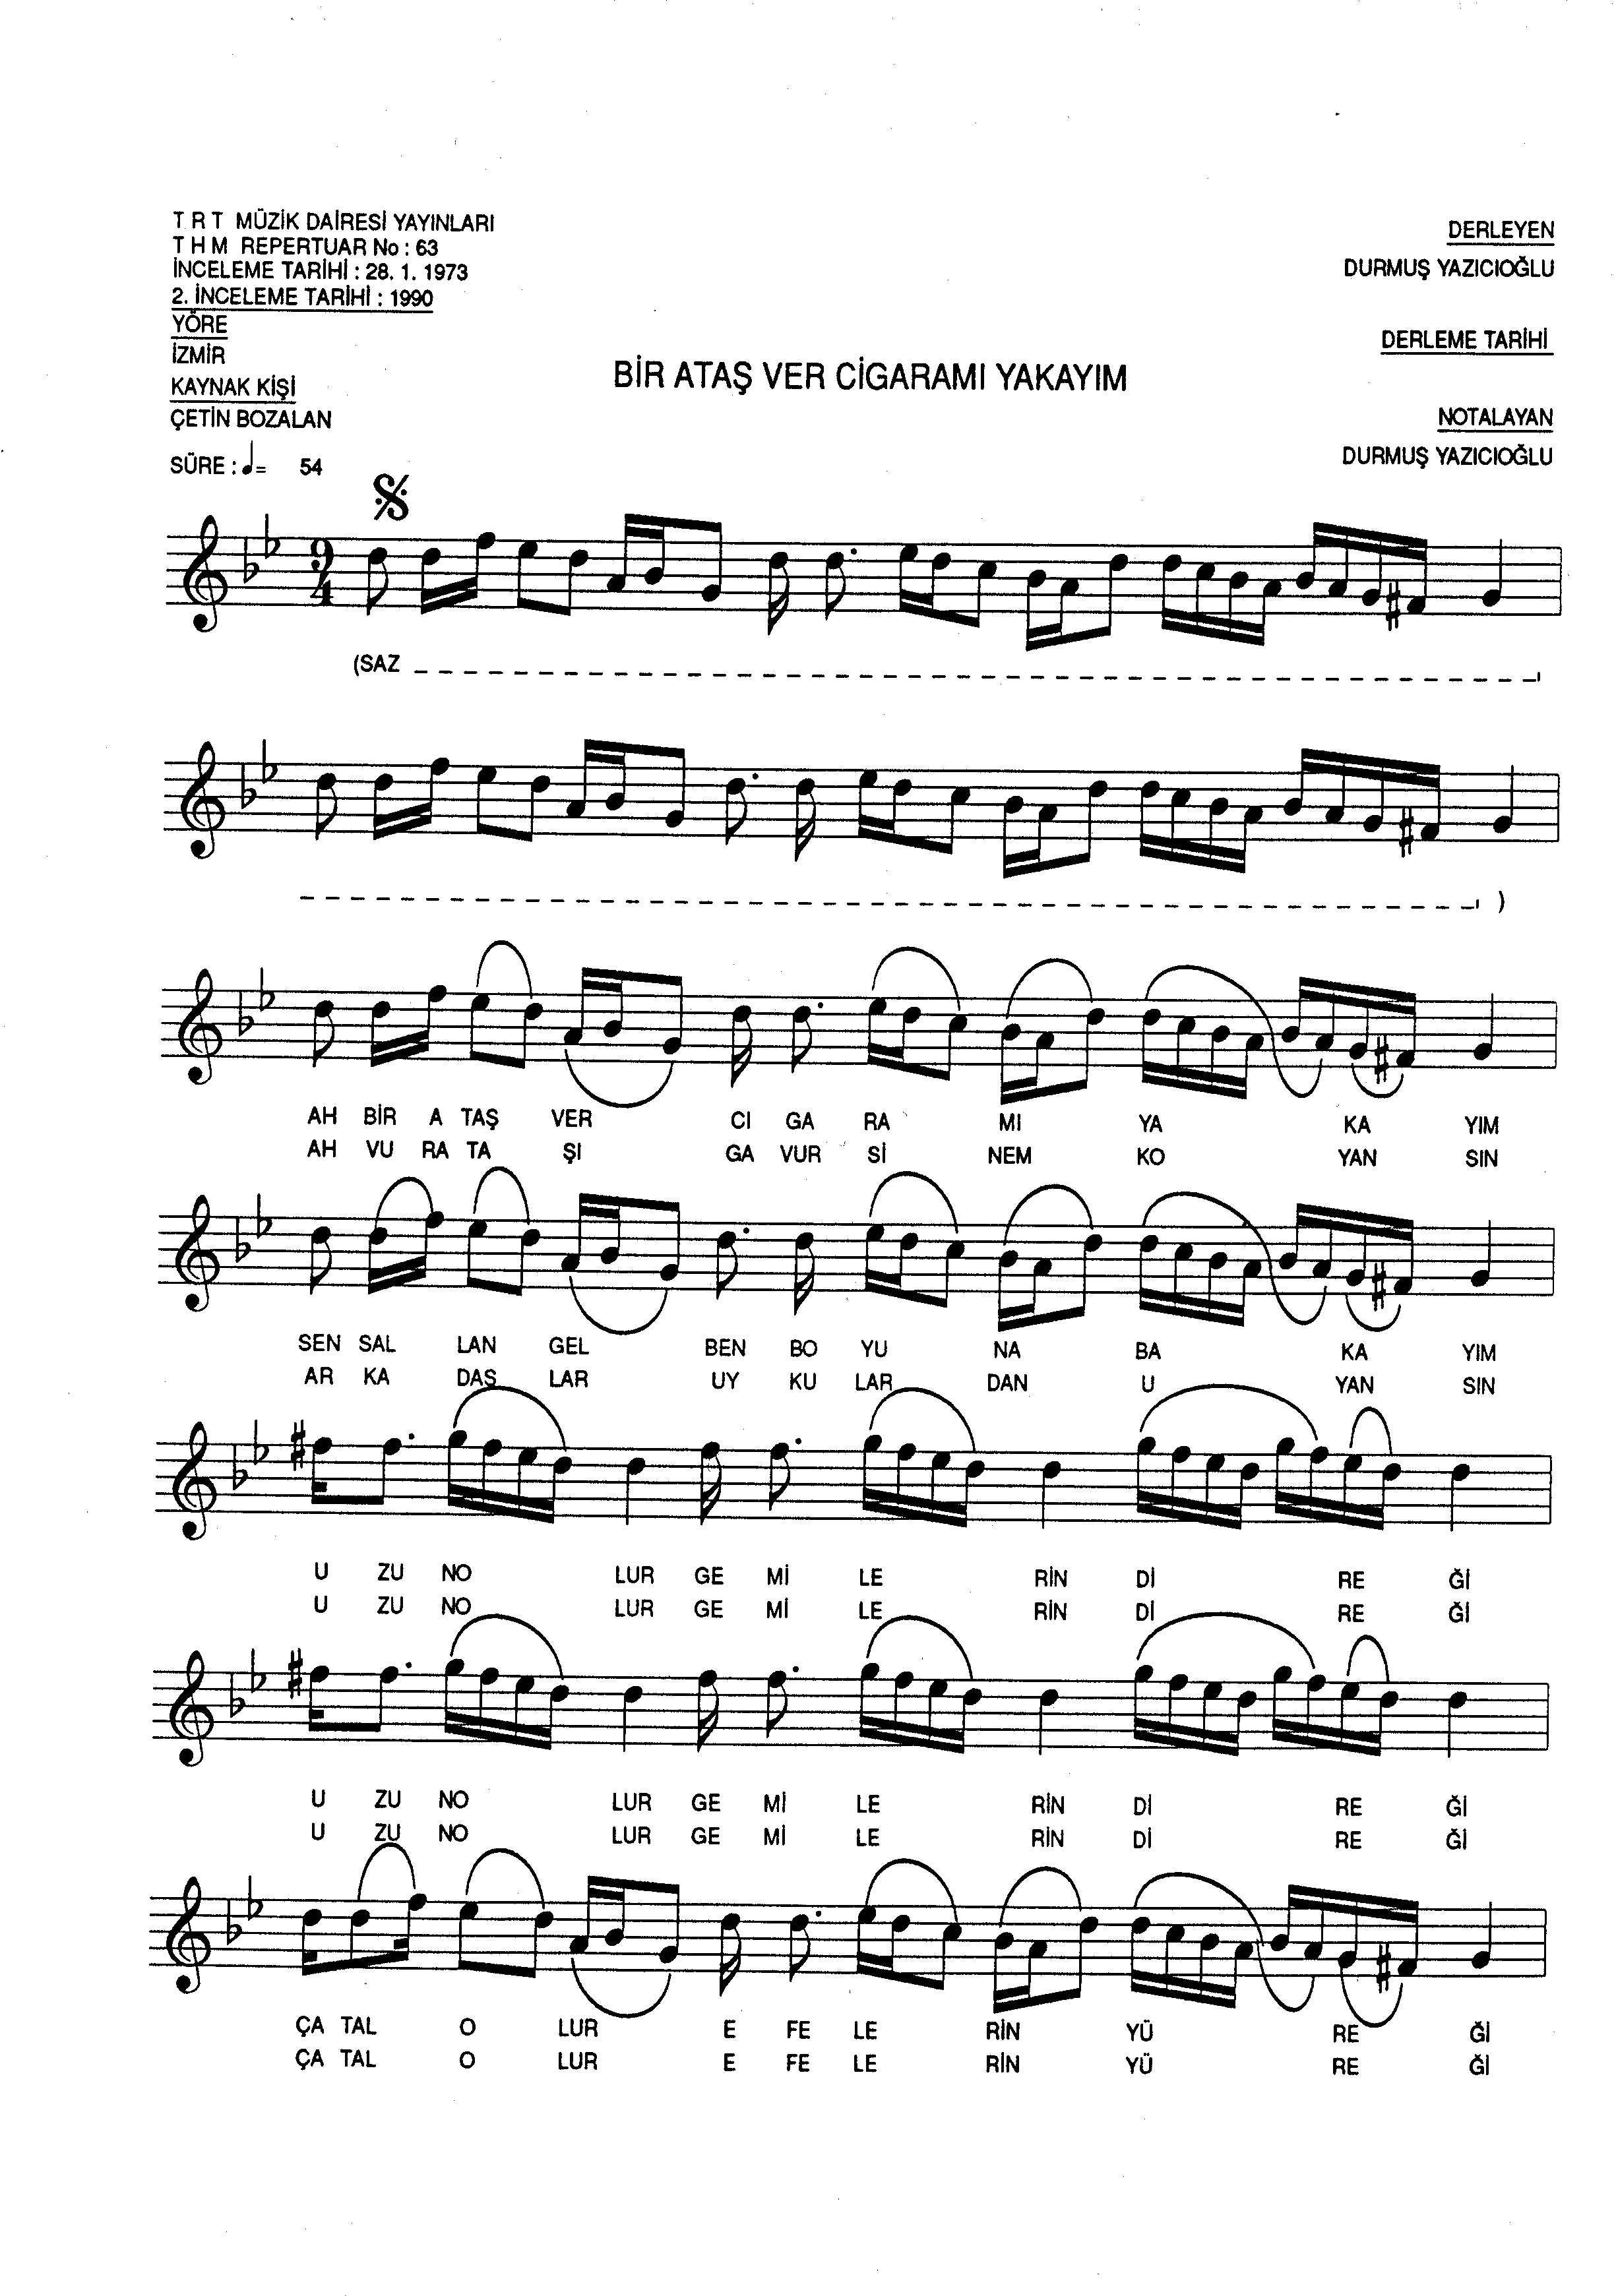 T R T MÜZİK DAİRESİ YAYINLARI
T H M REPERTUAR No : 63
İNCELEME TARİHİ : 28. 1. 1973
2. İNCELEME TARİHİ : 1990
YÖRE
İZMİR
KAYNAK KİŞİ
ÇETİN BOZALAN
SÜRE : ♩= 54
DERLEYEN
DURMUŞ YAZICIOĞLU
DERLEME TARİHİ
NOTALAYAN
DURMUŞ YAZICIOĞLU
BİR ATAŞ VER CİGARAMI YAKAYIM
9
4
(SAZ
)
AH BİR A TAŞ VER CI GA RA MI YA KA YIM
AH VU RA TA ŞI GA VUR Sİ NEM KO YAN SIN
SEN SAL LAN GEL BEN BO YU NA BA KA YIM
AR KA DAŞ LAR UY KU LAR DAN U YAN SIN
U ZU NO LUR GE Mİ LE RİN Dİ RE Ğİ
U ZU NO LUR GE Mİ LE RİN Dİ RE Ğİ
U ZU NO LUR GE Mİ LE RİN Dİ RE Ğİ
U ZU NO LUR GE Mİ LE RİN Dİ RE Ğİ
ÇA TAL O LUR E FE LE RİN YÜ RE Ğİ
ÇA TAL O LUR E FE LE RİN YÜ RE Ğİ